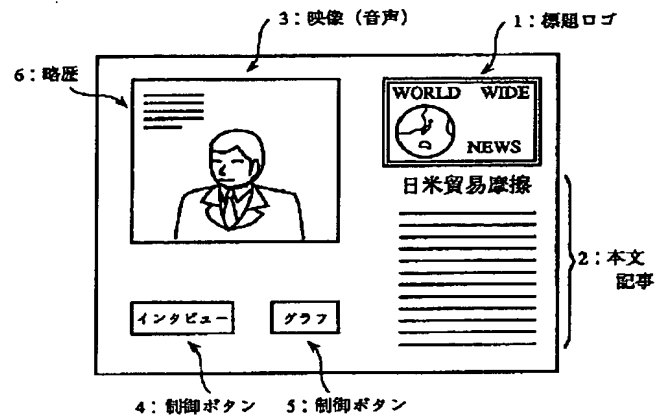 3：映像（音声）
1：標題ロゴ
6：略歴
WORLD WIDE
NEWS
日米貿易摩擦
2：本文
記事
インタビュー
グラフ
4：制御ボタン
5：制御ボタン